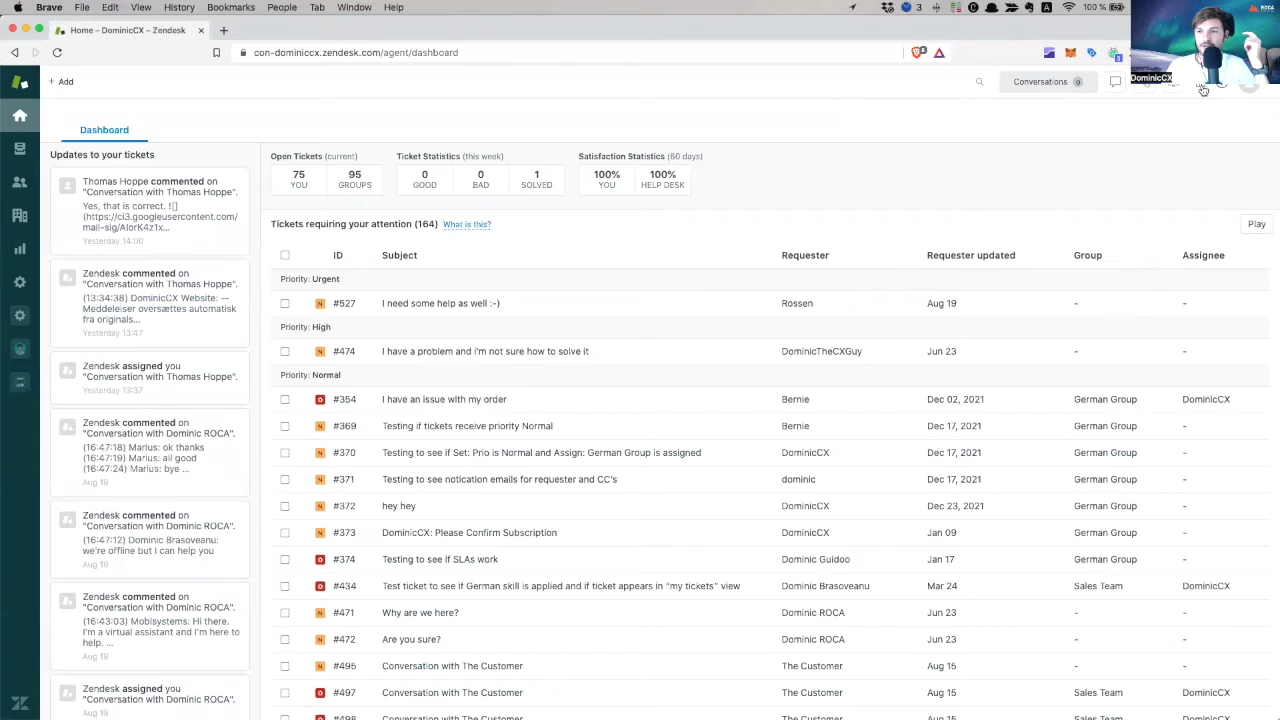 Brave File Edit View History Bookmarks People Tab Window Help
3
A
100 %
ROCA
Home – DominicCX – Zendesk
con-dominiccx.zendesk.com/agent/dashboard
DominicCX
+ Add
Conversations 0
Dashboard
Updates to your tickets
Thomas Hoppe commented on
"Conversation with Thomas Hoppe".
Yes, that is correct. ![]
(https://ci3.googleusercontent.com/
mail-sig/AIorK4z1x...
Yesterday 14:00
Zendesk commented on
"Conversation with Thomas Hoppe".
(13:34:38) DominicCX Website: --
Meddeleiser oversættes automatisk
fra originals...
Yesterday 13:47
Zendesk assigned you
"Conversation with Thomas Hoppe".
Yesterday 13:37
Zendesk commented on
"Conversation with Dominic ROCA".
(16:47:18) Marius: ok thanks
(16:47:19) Marius: all good
(16:47:24) Marius: bye ...
Aug 19
Zendesk commented on
"Conversation with Dominic ROCA".
(16:47:12) Dominic Brasoveanu:
we're offline but I can help you
Aug 19
Zendesk commented on
"Conversation with Dominic ROCA".
(16:43:03) Mobisystems: Hi there.
I'm a virtual assistant and I'm here to
help. ...
Aug 19
Zendesk assigned you
"Conversation with Dominic ROCA".
Aug 19
Open Tickets (current) Ticket Statistics (this week) Satisfaction Statistics (60 days)
75 95 0 0 1 100% 100%
YOU GROUPS GOOD BAD SOLVED YOU HELP DESK
Tickets requiring your attention (164) What is this? Play
ID Subject Requester Requester updated Group Assignee
Priority: Urgent
N #527 I need some help as well :-) Rossen Aug 19 - -
Priority: High
N #474 I have a problem and i'm not sure how to solve it DominicTheCXGuy Jun 23 - -
Priority: Normal
O #354 I have an issue with my order Bernie Dec 02, 2021 German Group DominicCX
N #369 Testing if tickets receive priority Normal Bernie Dec 17, 2021 German Group -
N #370 Testing to see if Set: Prio is Normal and Assign: German Group is assigned DominicCX Dec 17, 2021 German Group -
N #371 Testing to see notication emails for requester and CC's dominic Dec 17, 2021 German Group -
N #372 hey hey DominicCX Dec 23, 2021 German Group -
N #373 DominicCX: Please Confirm Subscription DominicCX Jan 09 German Group -
O #374 Testing to see if SLAs work Dominic Guidoo Jan 17 German Group -
O #434 Test ticket to see if German skill is applied and if ticket appears in "my tickets" view Dominic Brasoveanu Mar 24 Sales Team DominicCX
N #471 Why are we here? Dominic ROCA Jun 23 - -
N #472 Are you sure? Dominic ROCA Jun 23 - -
N #495 Conversation with The Customer The Customer Aug 15 - -
O #497 Conversation with The Customer The Customer Aug 15 Sales Team DominicCX
#498 Conversation with The Customer The Customer Aug 15 Sales Team DominicCX